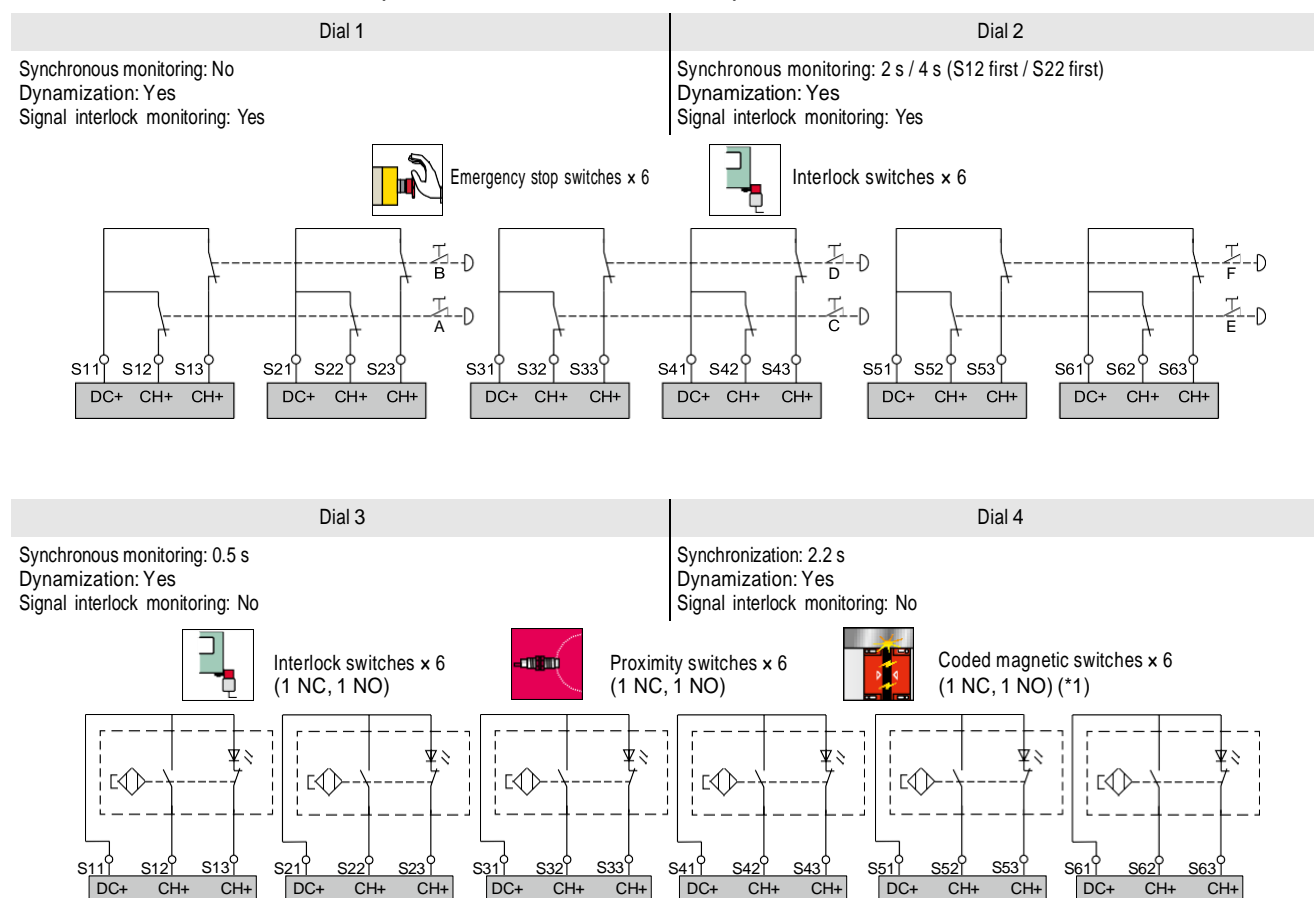 Dial 1
Dial 2
Synchronous monitoring: No
Dynamization: Yes
Signal interlock monitoring: Yes
Synchronous monitoring: 2 s / 4 s (S12 first / S22 first)
Dynamization: Yes
Signal interlock monitoring: Yes
Emergency stop switches × 6
Interlock switches × 6
B D F
A C E
S11 S12 S13 S21 S22 S23 S31 S32 S33 S41 S42 S43 S51 S52 S53 S61 S62 S63
DC+ CH+ CH+ DC+ CH+ CH+ DC+ CH+ CH+ DC+ CH+ CH+ DC+ CH+ CH+ DC+ CH+ CH+
Dial 3
Dial 4
Synchronous monitoring: 0.5 s
Dynamization: Yes
Signal interlock monitoring: No
Synchronization: 2.2 s
Dynamization: Yes
Signal interlock monitoring: No
Interlock switches × 6
(1 NC, 1 NO)
Proximity switches × 6
(1 NC, 1 NO)
Coded magnetic switches × 6
(1 NC, 1 NO) (*1)
S11 S12 S13 S21 S22 S23 S31 S32 S33 S41 S42 S43 S51 S52 S53 S61 S62 S63
DC+ CH+ CH+ DC+ CH+ CH+ DC+ CH+ CH+ DC+ CH+ CH+ DC+ CH+ CH+ DC+ CH+ CH+